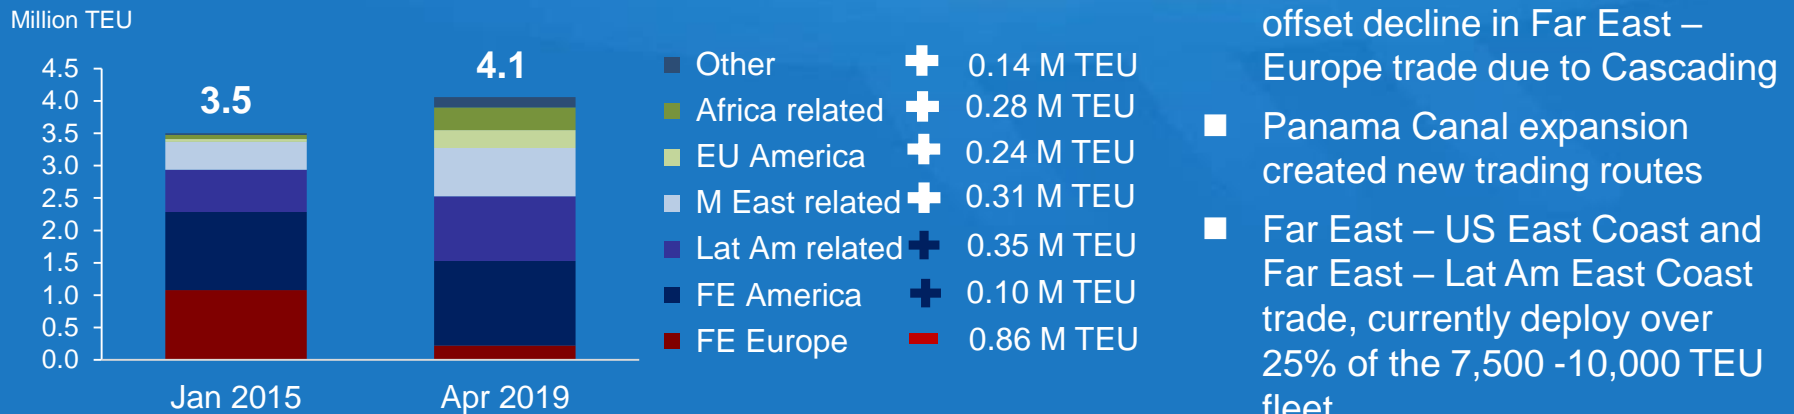 Million TEU
4.5
4.0
3.5
3.0
2.5
2.0
1.5
1.0
0.5
0.0
3.5
4.1
Jan 2015
Apr 2019
Other 0.14 M TEU
Africa related 0.28 M TEU
EU America 0.24 M TEU
M East related 0.31 M TEU
Lat Am related 0.35 M TEU
FE America 0.10 M TEU
FE Europe 0.86 M TEU
offset decline in Far East –
Europe trade due to Cascading
Panama Canal expansion
created new trading routes
Far East – US East Coast and
Far East – Lat Am East Coast
trade, currently deploy over
25% of the 7,500 -10,000 TEU
fleet